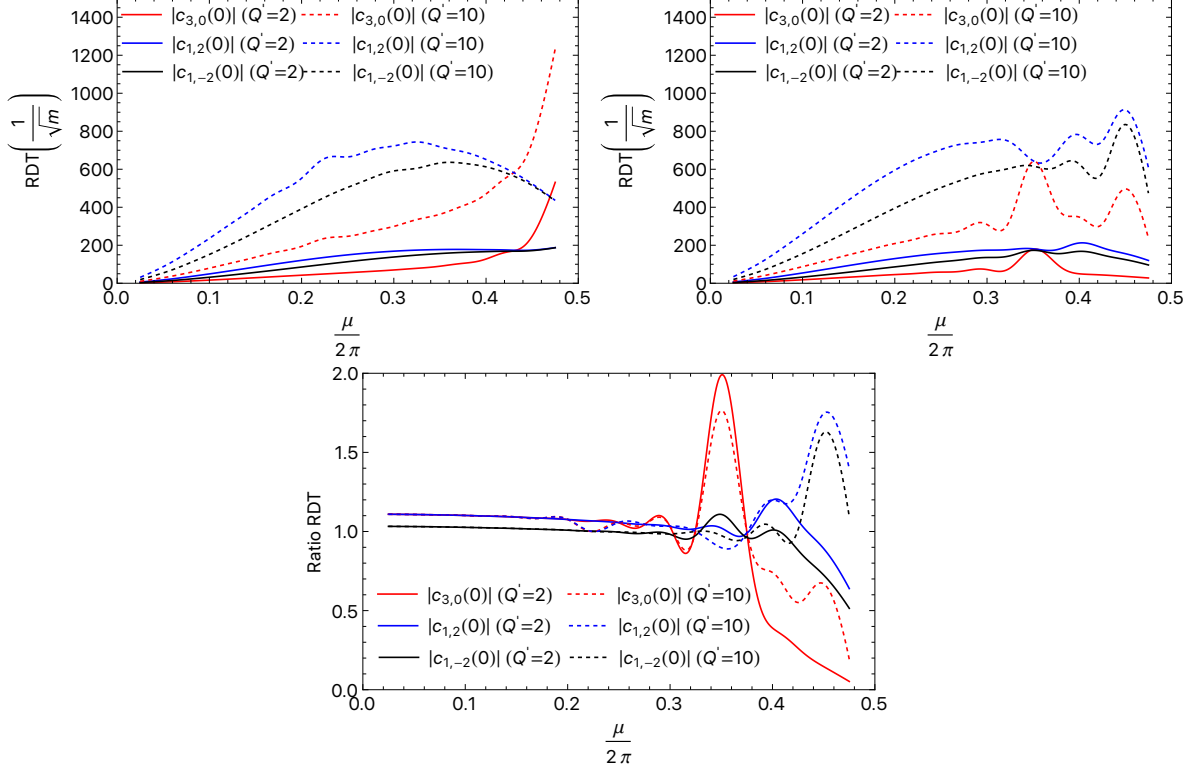 1400
|c3,0(0)| (Q'=2)
|c3,0(0)| (Q'=10)
1200
|c1,2(0)| (Q'=2)
|c1,2(0)| (Q'=10)
|c1,-2(0)| (Q'=2)
|c1,-2(0)| (Q'=10)
1000
800
600
400
200
0
RDT(1/√m)
0.0 0.1 0.2 0.3 0.4 0.5
μ
2 π
1400
|c3,0(0)| (Q'=2)
|c3,0(0)| (Q'=10)
1200
|c1,2(0)| (Q'=2)
|c1,2(0)| (Q'=10)
|c1,-2(0)| (Q'=2)
|c1,-2(0)| (Q'=10)
1000
800
600
400
200
0
RDT(1/√m)
0.0 0.1 0.2 0.3 0.4 0.5
μ
2 π
2.0
1.5
1.0
0.5
0.0
Ratio RDT
|c3,0(0)| (Q'=2)
|c3,0(0)| (Q'=10)
|c1,2(0)| (Q'=2)
|c1,2(0)| (Q'=10)
|c1,-2(0)| (Q'=2)
|c1,-2(0)| (Q'=10)
0.0 0.1 0.2 0.3 0.4 0.5
μ
2 π